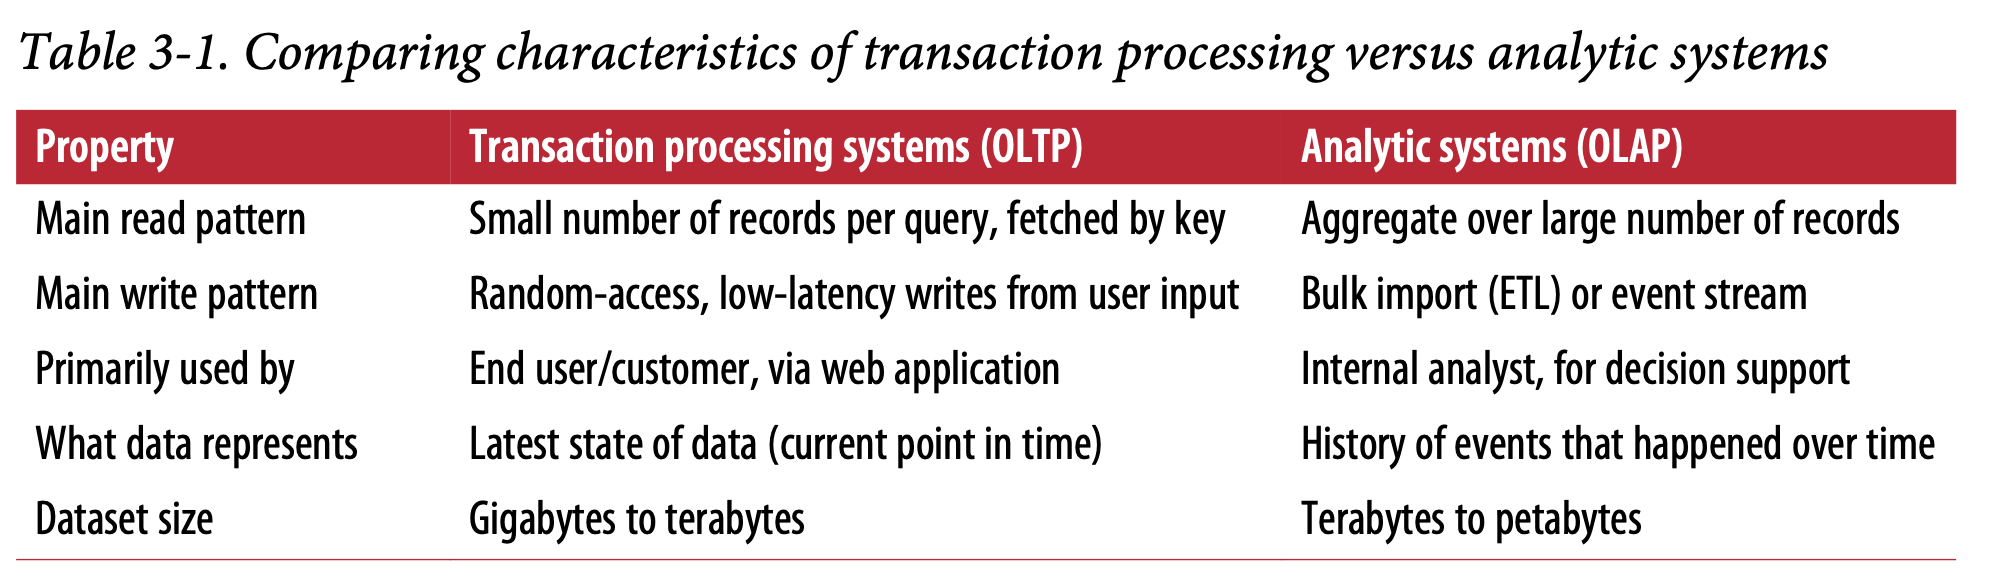 Table 3-1. Comparing characteristics of transaction processing versus analytic systems
Property Transaction processing systems (OLTP) Analytic systems (OLAP)
Main read pattern Small number of records per query, fetched by key Aggregate over large number of records
Main write pattern Random-access, low-latency writes from user input Bulk import (ETL) or event stream
Primarily used by End user/customer, via web application Internal analyst, for decision support
What data represents Latest state of data (current point in time) History of events that happened over time
Dataset size Gigabytes to terabytes Terabytes to petabytes